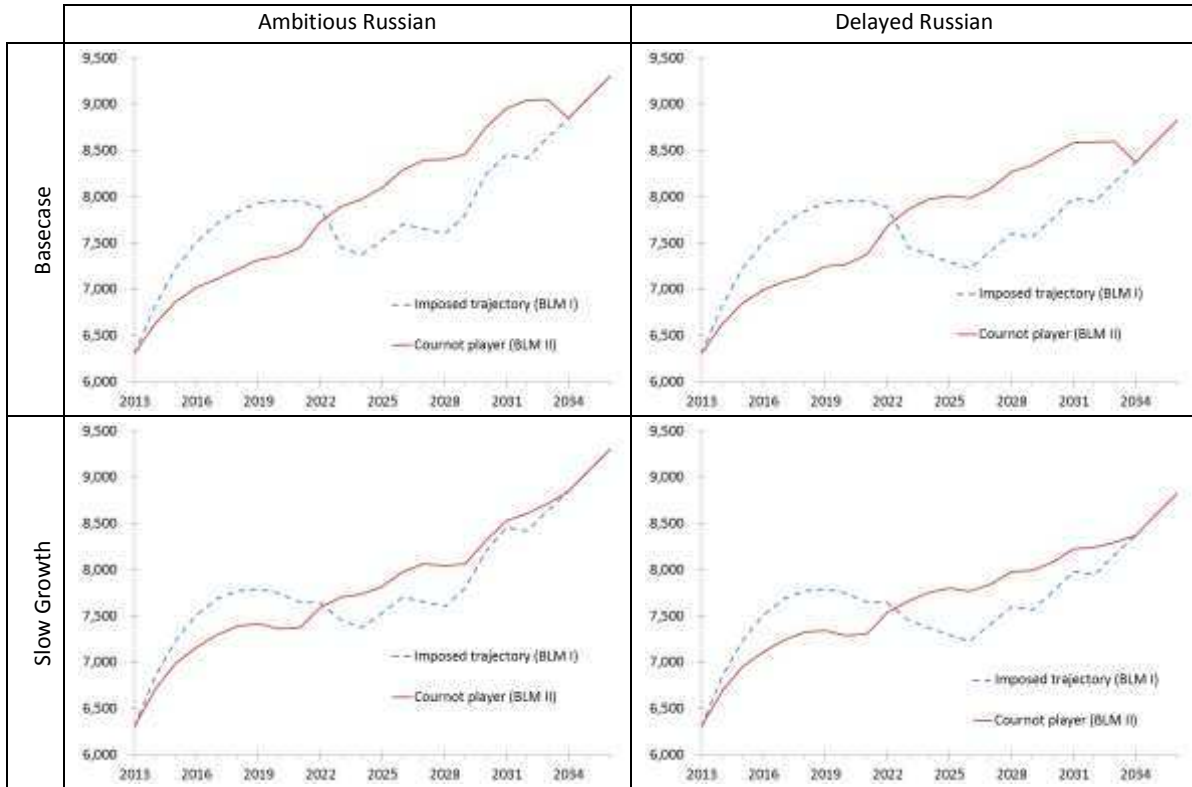 Ambitious Russian
Delayed Russian
Basecase
9,500
9,000
8,500
8,000
7,500
7,000
6,500
6,000
2013 2016 2019 2022 2025 2028 2031 2034
Imposed trajectory (BLM I)
Cournot player (BLM II)
9,500
9,000
8,500
8,000
7,500
7,000
6,500
6,000
2013 2016 2019 2022 2025 2028 2031 2034
Imposed trajectory (BLM I)
Cournot player (BLM II)
Slow Growth
9,500
9,000
8,500
8,000
7,500
7,000
6,500
6,000
2013 2016 2019 2022 2025 2028 2031 2034
Imposed trajectory (BLM I)
Cournot player (BLM II)
9,500
9,000
8,500
8,000
7,500
7,000
6,500
6,000
2013 2016 2019 2022 2025 2028 2031 2034
Imposed trajectory (BLM I)
Cournot player (BLM II)